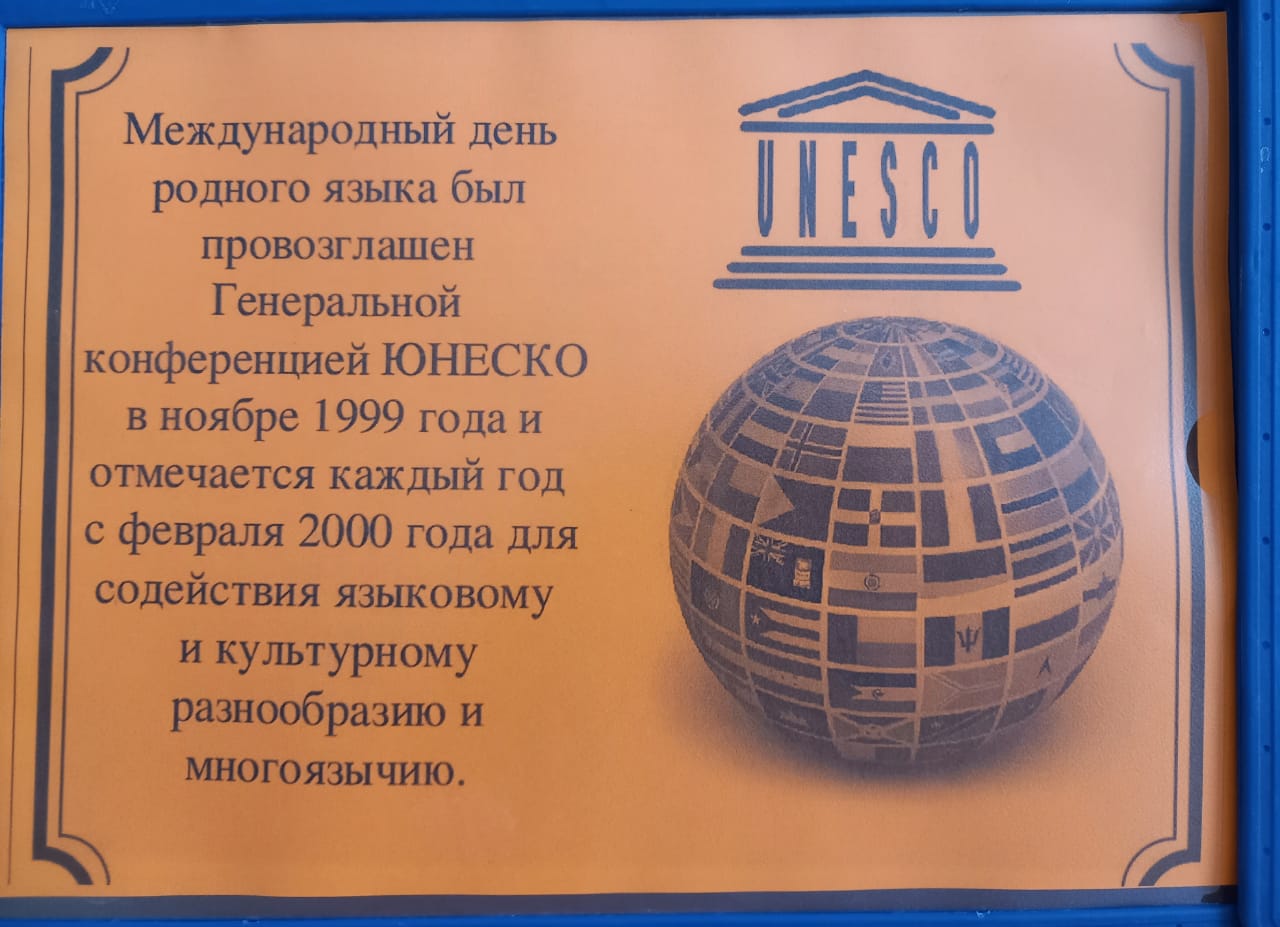 Международный день
родного языка был
провозглашен
Генеральной
конференцией ЮНЕСКО
в ноябре 1999 года и
отмечается каждый год
с февраля 2000 года для
содействия языковому
и культурному
разнообразию и
многоязычию.
UNESCO